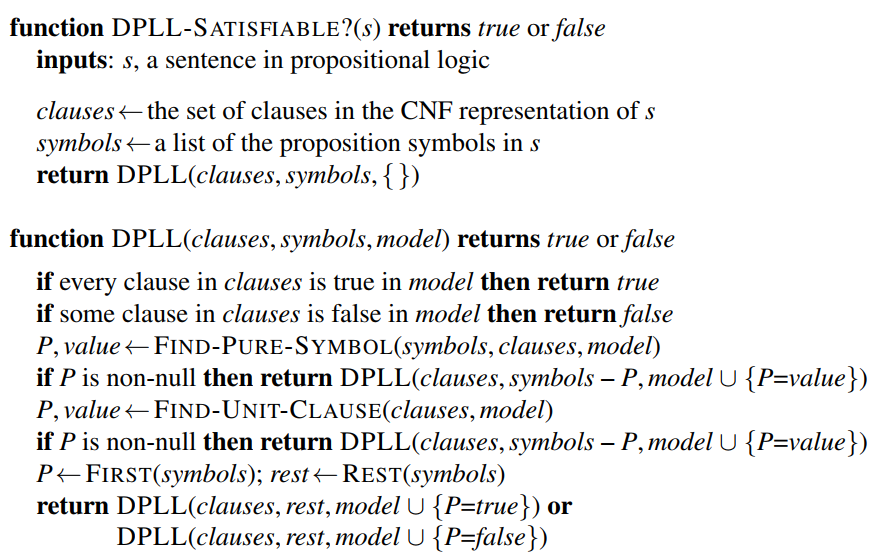 function DPLL-SATISFIABLE?(s) returns true or false
inputs: s, a sentence in propositional logic
clauses ← the set of clauses in the CNF representation of s
symbols ← a list of the proposition symbols in s
return DPLL(clauses, symbols, { })
function DPLL(clauses, symbols, model) returns true or false
if every clause in clauses is true in model then return true
if some clause in clauses is false in model then return false
P, value ← FIND-PURE-SYMBOL(symbols, clauses, model)
if P is non-null then return DPLL(clauses, symbols – P, model ∪ {P=value})
P, value ← FIND-UNIT-CLAUSE(clauses, model)
if P is non-null then return DPLL(clauses, symbols – P, model ∪ {P=value})
P ← FIRST(symbols); rest ← REST(symbols)
return DPLL(clauses, rest, model ∪ {P=true}) or
DPLL(clauses, rest, model ∪ {P=false})